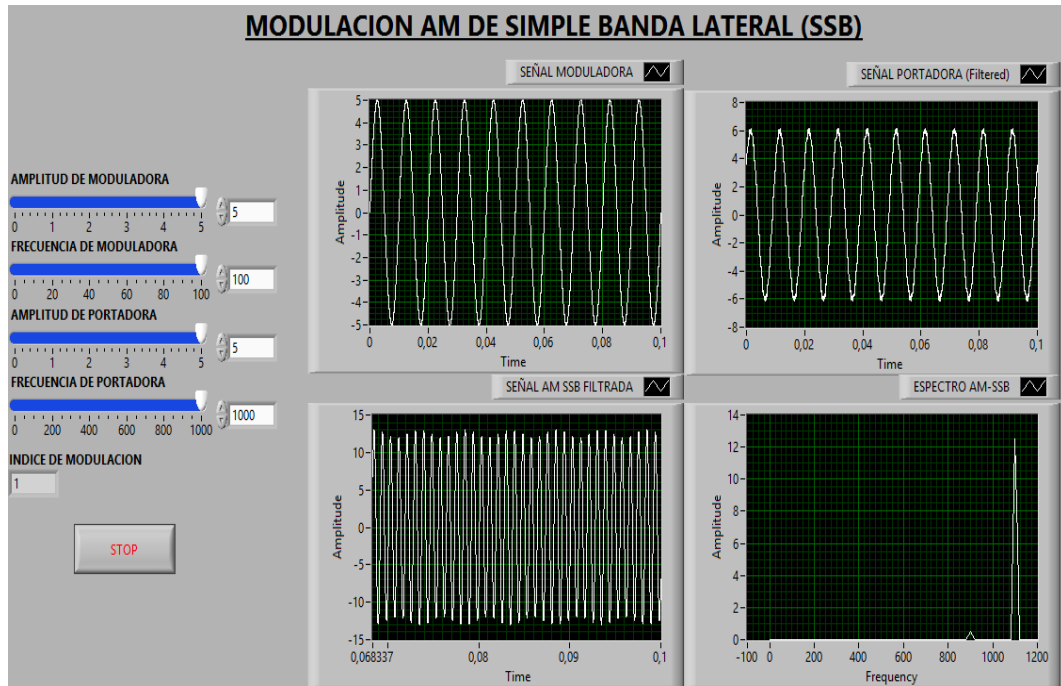 MODULACION AM DE SIMPLE BANDA LATERAL (SSB)
SEÑAL MODULADORA
SEÑAL PORTADORA (Filtered)
5-
4-
3-
2-
1-
0-
-1-
-2-
-3-
-4-
-5-
Amplitude
0 0,02 0,04 0,06 0,08 0,1
Time
8-
6-
4-
2-
0-
-2-
-4-
-6-
-8-
Amplitude
0 0,02 0,04 0,06 0,08 0,1
Time
AMPLITUD DE MODULADORA
0 1 2 3 4 5
5
FRECUENCIA DE MODULADORA
0 20 40 60 80 100
100
AMPLITUD DE PORTADORA
0 1 2 3 4 5
5
FRECUENCIA DE PORTADORA
0 200 400 600 800 1000
1000
INDICE DE MODULACION
1
STOP
SEÑAL AM SSB FILTRADA
15-
10-
5-
0-
-5-
-10-
-15-
Amplitude
0,068337 0,08 0,09 0,1
Time
ESPECTRO AM-SSB
14-
12-
10-
8-
6-
4-
2-
0-
Amplitude
-100 0 200 400 600 800 1000 1200
Frequency